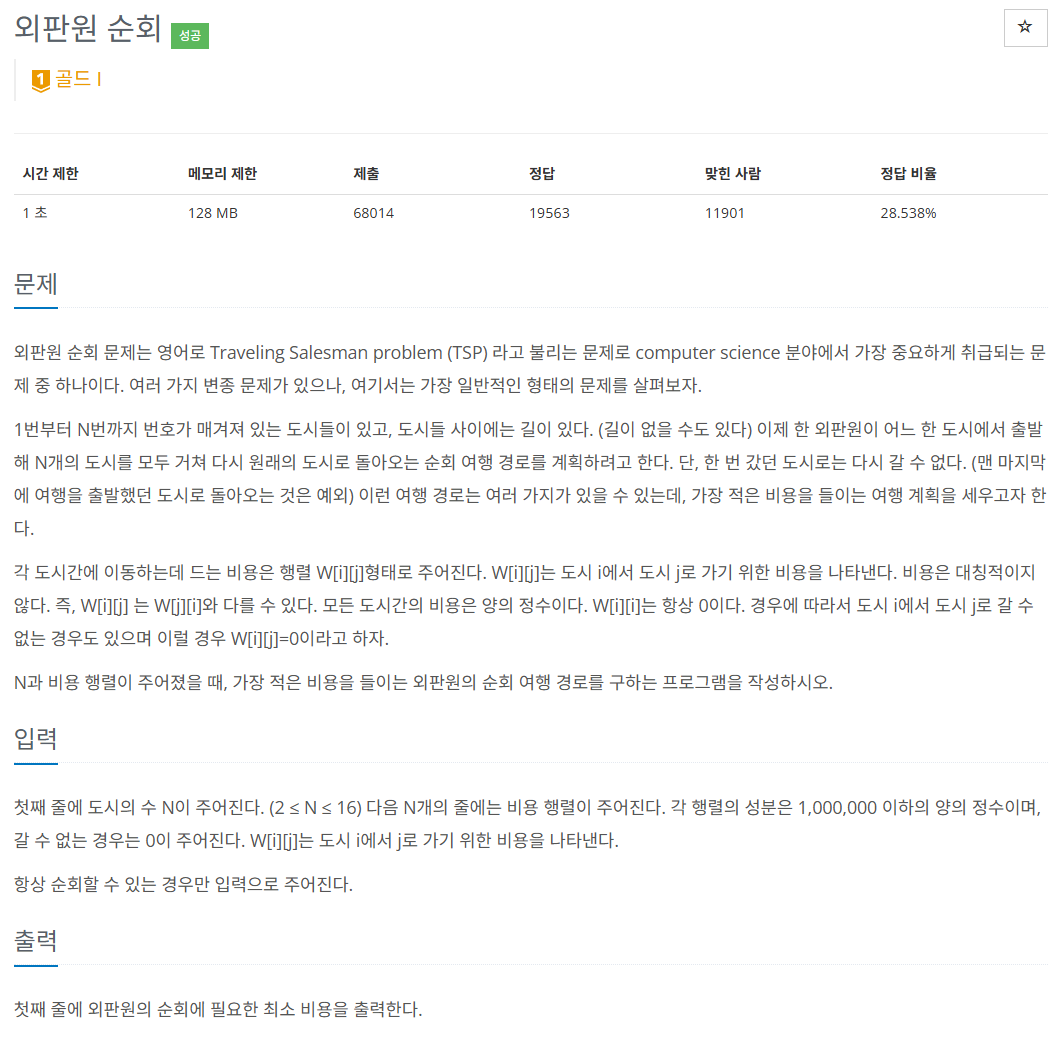 외판원 순회 성공
☆
1 골드 I
시간 제한 메모리 제한 제출 정답 맞힌 사람 정답 비율
1 초 128 MB 68014 19563 11901 28.538%
문제
외판원 순회 문제는 영어로 Traveling Salesman problem (TSP) 라고 불리는 문제로 computer science 분야에서 가장 중요하게 취급되는 문
제 중 하나이다. 여러 가지 변종 문제가 있으나, 여기서는 가장 일반적인 형태의 문제를 살펴보자.
1번부터 N번까지 번호가 매겨져 있는 도시들이 있고, 도시들 사이에는 길이 있다. (길이 없을 수도 있다) 이제 한 외판원이 어느 한 도시에서 출발
해 N개의 도시를 모두 거쳐 다시 원래의 도시로 돌아오는 순회 여행 경로를 계획하려고 한다. 단, 한 번 갔던 도시로는 다시 갈 수 없다. (맨 마지막
에 여행을 출발했던 도시로 돌아오는 것은 예외) 이런 여행 경로는 여러 가지가 있을 수 있는데, 가장 적은 비용을 들이는 여행 계획을 세우고자 한
다.
각 도시간에 이동하는데 드는 비용은 행렬 W[i][j]형태로 주어진다. W[i][j]는 도시 i에서 도시 j로 가기 위한 비용을 나타낸다. 비용은 대칭적이지
않다. 즉, W[i][j] 는 W[j][i]와 다를 수 있다. 모든 도시간의 비용은 양의 정수이다. W[i][i]는 항상 0이다. 경우에 따라서 도시 i에서 도시 j로 갈 수
없는 경우도 있으며 이럴 경우 W[i][j]=0이라고 하자.
N과 비용 행렬이 주어졌을 때, 가장 적은 비용을 들이는 외판원의 순회 여행 경로를 구하는 프로그램을 작성하시오.
입력
첫째 줄에 도시의 수 N이 주어진다. (2 ≤ N ≤ 16) 다음 N개의 줄에는 비용 행렬이 주어진다. 각 행렬의 성분은 1,000,000 이하의 양의 정수이며,
갈 수 없는 경우는 0이 주어진다. W[i][j]는 도시 i에서 j로 가기 위한 비용을 나타낸다.
항상 순회할 수 있는 경우만 입력으로 주어진다.
출력
첫째 줄에 외판원의 순회에 필요한 최소 비용을 출력한다.